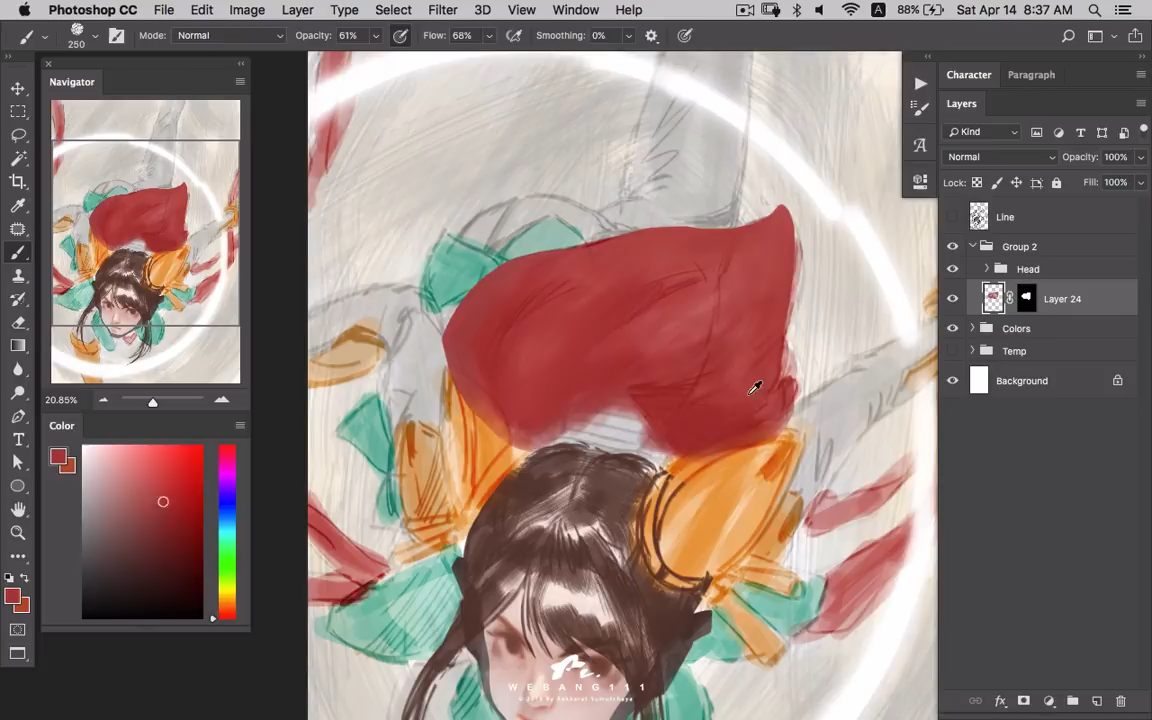 Photoshop CC File Edit Image Layer Type Select Filter 3D View Window Help A 88% Sat Apr 14 8:37 AM
250 Mode: Normal Opacity: 61% Flow: 68% Smoothing: 0%
Navigator
20.85%
Color
Character Paragraph
Layers
Kind
Normal Opacity: 100%
Lock: Fill: 100%
Line
Group 2
Head
Layer 24
Colors
Temp
Background
WEBANG111